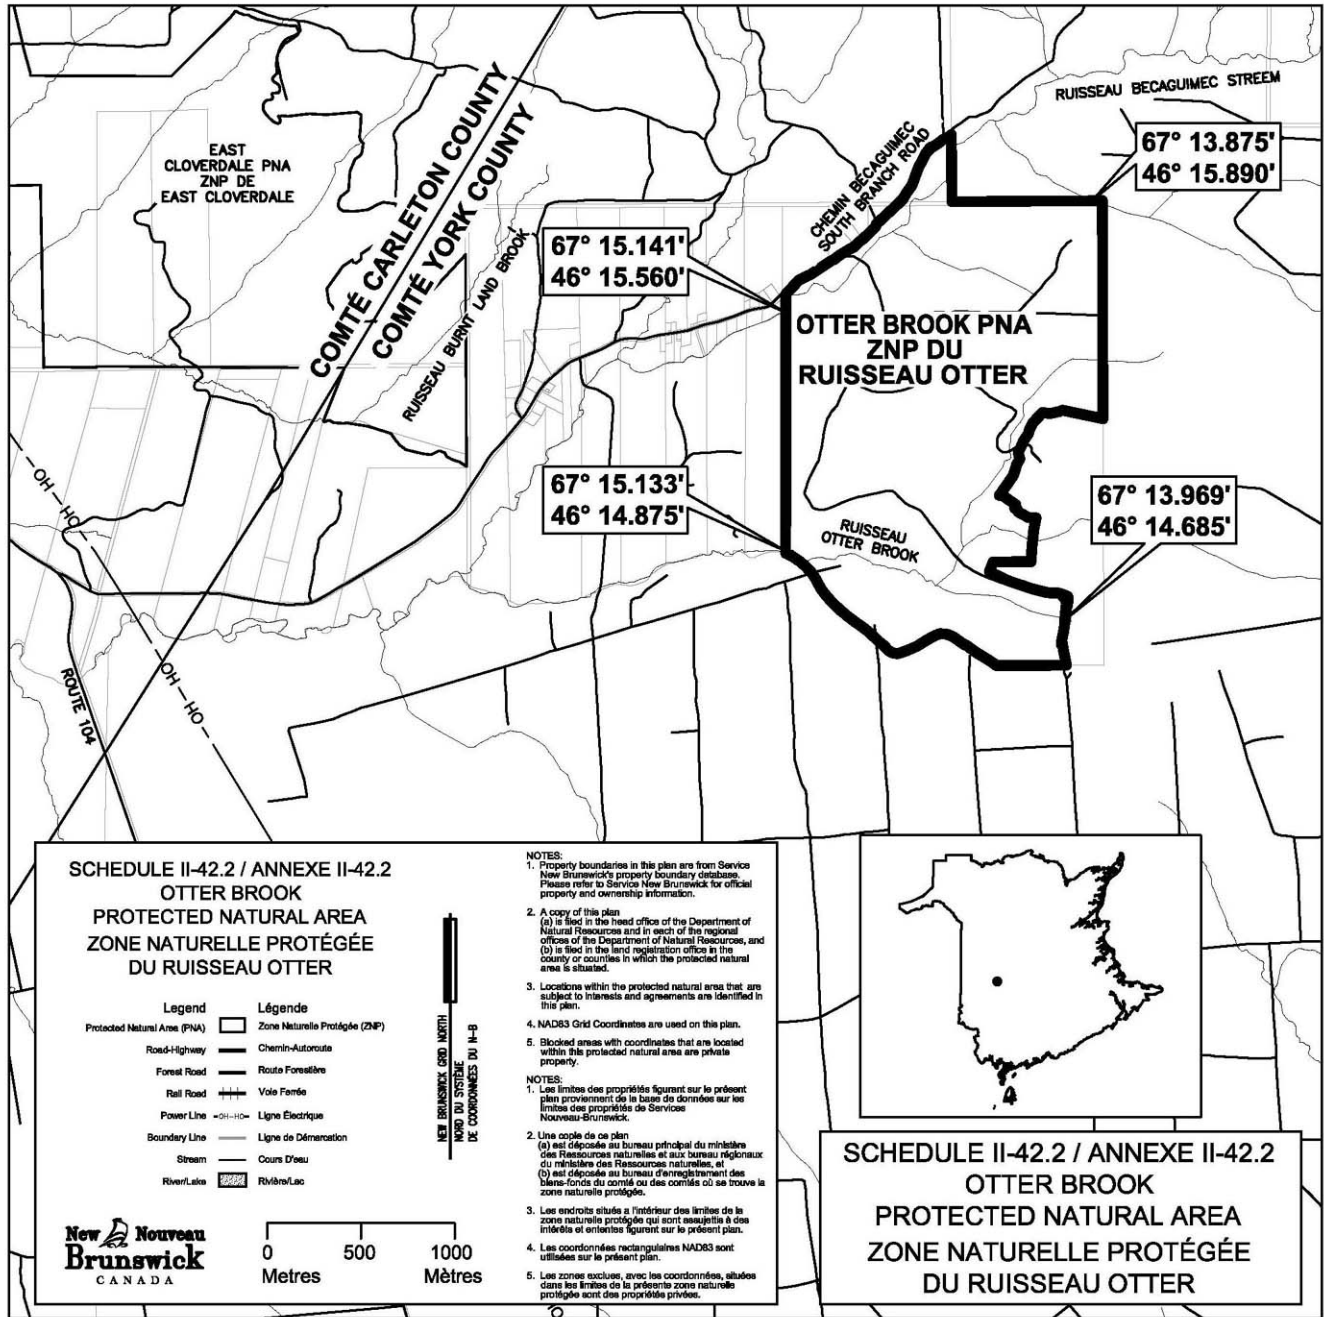 RUISSEAU BECAGUIMEC STREEM
67° 13.875'
46° 15.890'
CHEMIN BECAGUIMEC
SOUTH BRANCH ROAD
EAST
CLOVERDALE PNA
ZNP DE
EAST CLOVERDALE
COMTÉ CARLETON COUNTY
COMTÉ YORK COUNTY
RUISSEAU BURNT LAND BROOK
67° 15.141'
46° 15.560'
OTTER BROOK PNA
ZNP DU
RUISSEAU OTTER
67° 15.133'
46° 14.875'
67° 13.969'
46° 14.685'
RUISSEAU
OTTER BROOK
OH
HO
OH
HO
ROUTE 104
SCHEDULE II-42.2 / ANNEXE II-42.2
OTTER BROOK
PROTECTED NATURAL AREA
ZONE NATURELLE PROTÉGÉE
DU RUISSEAU OTTER
Legend Légende
Protected Natural Area (PNA) Zone Naturelle Protégée (ZNP)
Road-Highway Chemin-Autoroute
Forest Road Route Forestière
Rail Road Voie Ferrée
Power Line -OH-HO- Ligne Électrique
Boundary Line Ligne de Démarcation
Stream Cours D'eau
River/Lake Rivière/Lac
NEW BRUNSWICK GRID NORTH
NORD DU SYSTÈME
DE COORDONNÉES DU N-B
New Nouveau
Brunswick
CANADA
0 500 1000
Metres Mètres
NOTES:
1. Property boundaries in this plan are from Service
New Brunswick's property boundary database.
Please refer to Service New Brunswick for official
property and ownership information.
2. A copy of this plan
(a) is filed in the head office of the Department of
Natural Resources and in each of the regional
offices of the Department of Natural Resources, and
(b) is filed in the land registration office in the
county or counties in which the protected natural
area is situated.
3. Locations within the protected natural area that are
subject to interests and agreements are identified in
this plan.
4. NAD83 Grid Coordinates are used on this plan.
5. Blocked areas with coordinates that are located
within this protected natural area are private
property.
NOTES:
1. Les limites des propriétés figurant sur le présent
plan proviennent de la base de données sur les
limites des propriétés de Services
Nouveau-Brunswick.
2. Une copie de ce plan
(a) est déposée au bureau principal du ministère
des Ressources naturelles et aux bureau régionaux
du ministère des Ressources naturelles, et
(b) est déposée au bureau d'enregistrement des
biens-fonds du comté ou des comtés où se trouve la
zone naturelle protégée.
3. Les endroits situés a l'intérieur des limites de la
zone naturelle protégée qui sont assujettis à des
intérêts et ententes figurent sur le présent plan.
4. Les coordonnées rectangulaires NAD83 sont
utilisées sur le présent plan.
5. Les zones exclues, avec les coordonnées, situées
dans les limites de la présente zone naturelle
protégée sont des propriétés privées.
SCHEDULE II-42.2 / ANNEXE II-42.2
OTTER BROOK
PROTECTED NATURAL AREA
ZONE NATURELLE PROTÉGÉE
DU RUISSEAU OTTER